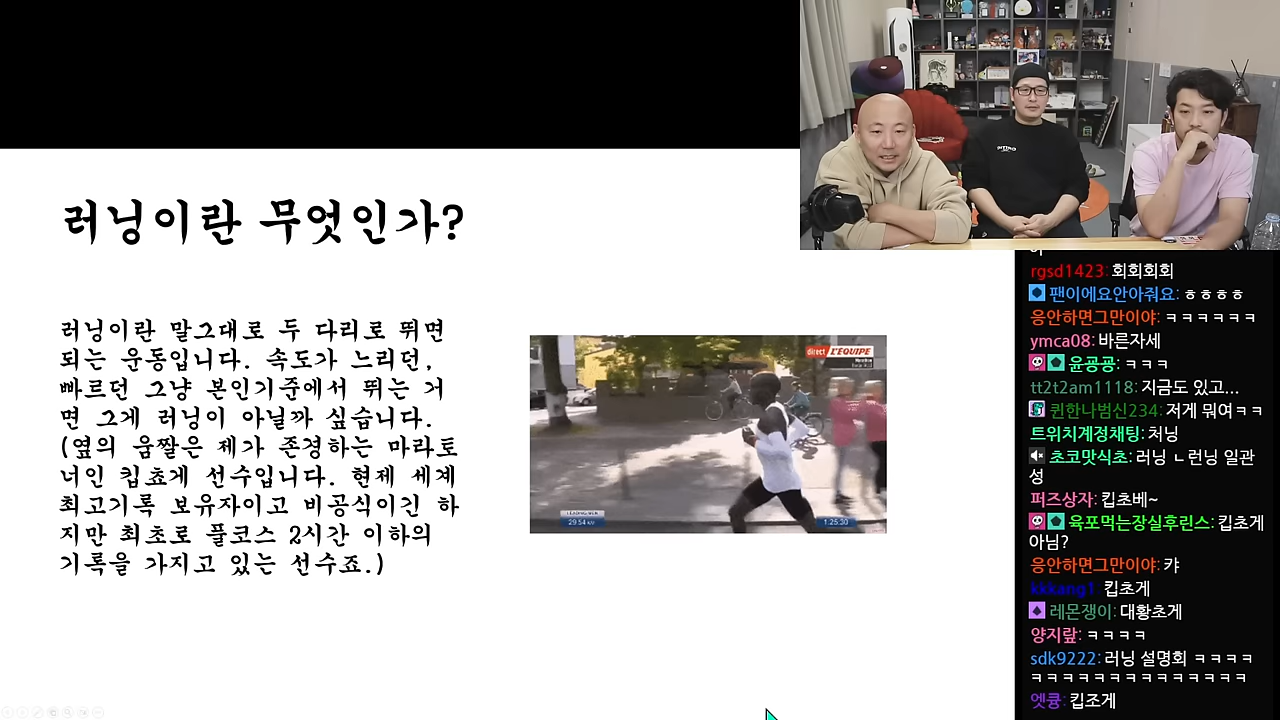 러닝이란 무엇인가?
러닝이란 말그대로 두 다리로 뛰면
되는 운동입니다. 속도가 느리던,
빠르던 그냥 본인기준에서 뛰는 거
면 그게 러닝이 아닐까 싶습니다.
(옆의 움짤은 제가 존경하는 마라토
너인 킵쵸게 선수입니다. 현제 세계
최고기록 보유자이고 비공식이긴 하
지만 최초로 풀코스 2시간 이하의
기록을 가지고 있는 선수죠.)
direct L'ÉQUIPE
29.54
1:25:30
rgsd1423: 회회회회
팬이에요안아줘요: ㅎㅎㅎㅎ
응안하면그만이야: ㅋㅋㅋㅋㅋㅋ
ymca08: 바른자세
윤광광: ㅋㅋㅋ
tt2t2am1118: 지금도 있고...
퀸한나범신234: 저게 뭐여ㅋㅋ
트위치계정채팅: 처닝
초코맛식초: 러닝 ㄴ런닝 일관
성
퍼즈상자: 킵초베~
육포먹는장실후린스: 킵초게
아님?
응안하면그만이야: 캬
kkkang1: 킵초게
레몬쟁이: 대황초게
양지랖: ㅋㅋㅋㅋ
sdk9222: 러닝 설명회 ㅋㅋㅋㅋ
ㅋㅋㅋㅋㅋㅋㅋㅋㅋㅋㅋㅋㅋㅋ
엣큥: 킵조게